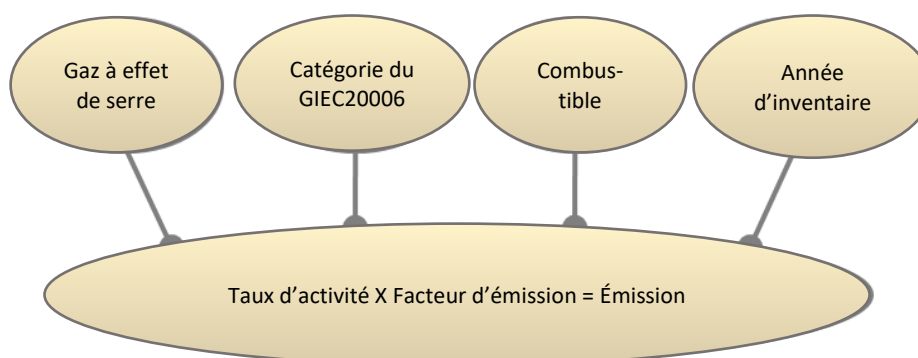 Gaz à effet
de serre
Catégorie du
GIEC20006
Combus-
tible
Année
d’inventaire
Taux d’activité X Facteur d’émission = Émission